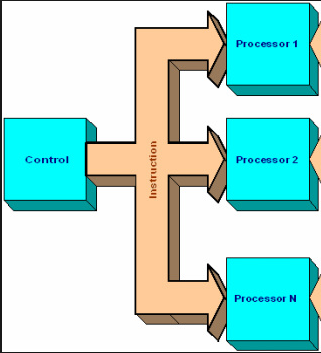 Processor 1
Control
Instruction
Processor 2
Processor N